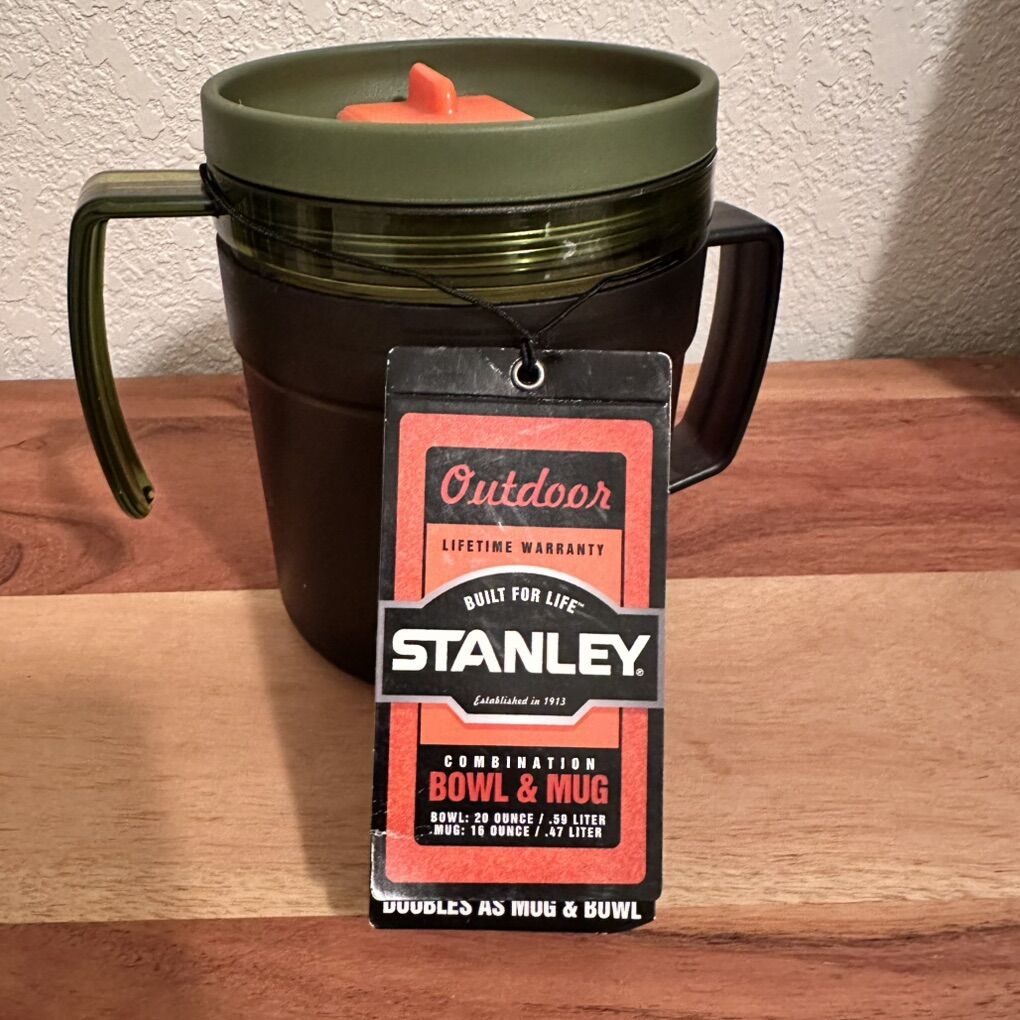 Outdoor
LIFETIME WARRANTY
BUILT FOR LIFE™
STANLEY®
Established in 1913
COMBINATION
BOWL & MUG
BOWL: 20 OUNCE / .59 LITER
MUG: 16 OUNCE / .47 LITER
DOUBLES AS MUG & BOWL